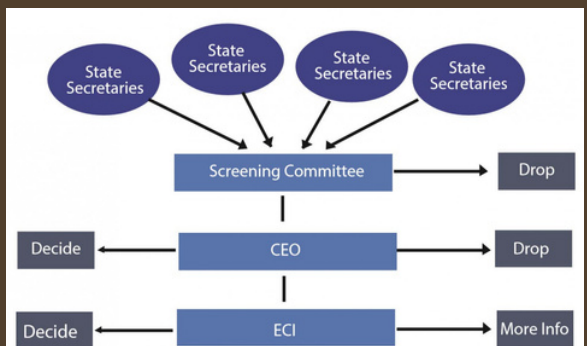 State
Secretaries
State
Secretaries
State
Secretaries
State
Secretaries
Screening Committee
Drop
Decide
CEO
Drop
Decide
ECI
More Info